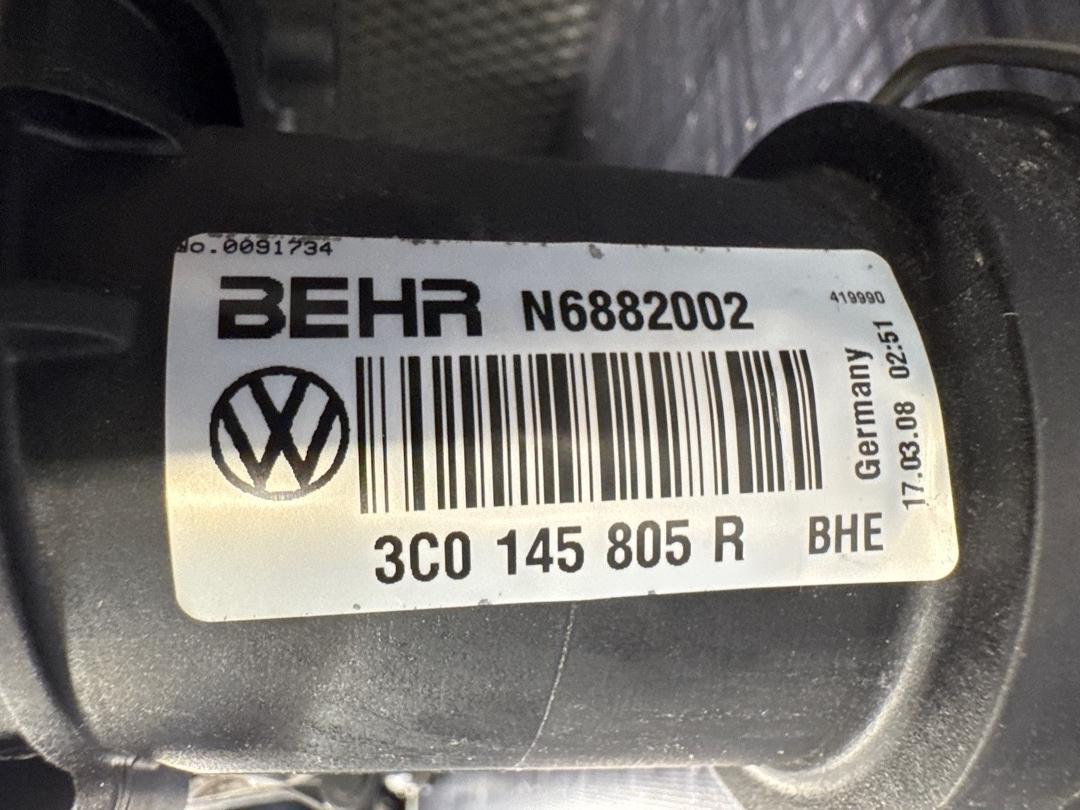 No.0091734
BEHR N6882002
419990
Germany
17.03.08 02:51
3C0 145 805 R BHE